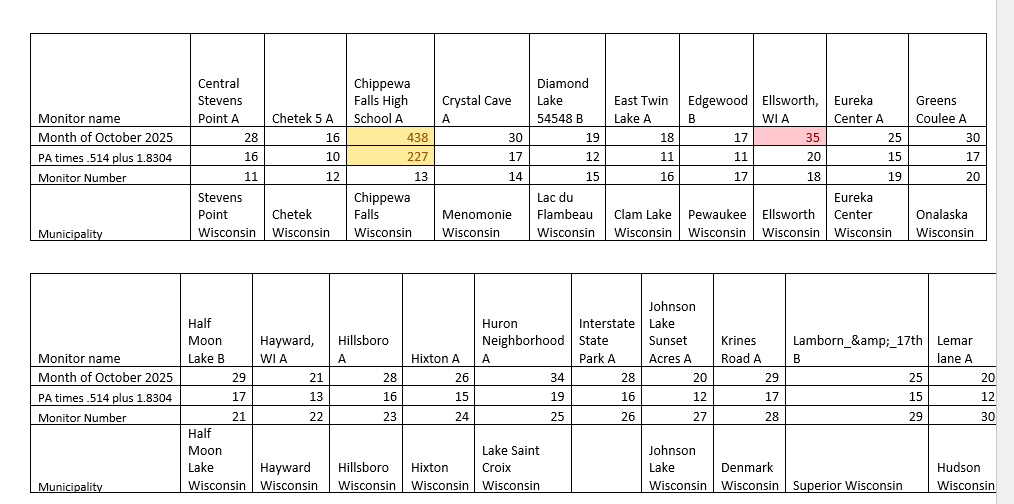 Monitor name Central Stevens Point A Chetek 5 A Chippewa Falls High School A Crystal Cave A Diamond Lake 54548 B East Twin Lake A Edgewood B Ellsworth, WI A Eureka Center A Greens Coulee A
Month of October 2025 28 16 438 30 19 18 17 35 25 30
PA times .514 plus 1.8304 16 10 227 17 12 11 11 20 15 17
Monitor Number 11 12 13 14 15 16 17 18 19 20
Municipality Stevens Point Wisconsin Chetek Wisconsin Chippewa Falls Wisconsin Menomonie Wisconsin Lac du Flambeau Wisconsin Clam Lake Wisconsin Pewaukee Wisconsin Ellsworth Wisconsin Eureka Center Wisconsin Onalaska Wisconsin
Monitor name Half Moon Lake B Hayward, WI A Hillsboro A Hixton A Huron Neighborhood A Interstate State Park A Johnson Lake Sunset Acres A Krines Road A Lamborn_&amp;_17th B Lemar lane A
Month of October 2025 29 21 28 26 34 28 20 29 25 20
PA times .514 plus 1.8304 17 13 16 15 19 16 12 17 15 12
Monitor Number 21 22 23 24 25 26 27 28 29 30
Municipality Half Moon Lake Wisconsin Hayward Wisconsin Hillsboro Wisconsin Hixton Wisconsin Lake Saint Croix Wisconsin Johnson Lake Wisconsin Denmark Wisconsin Superior Wisconsin Hudson Wisconsin